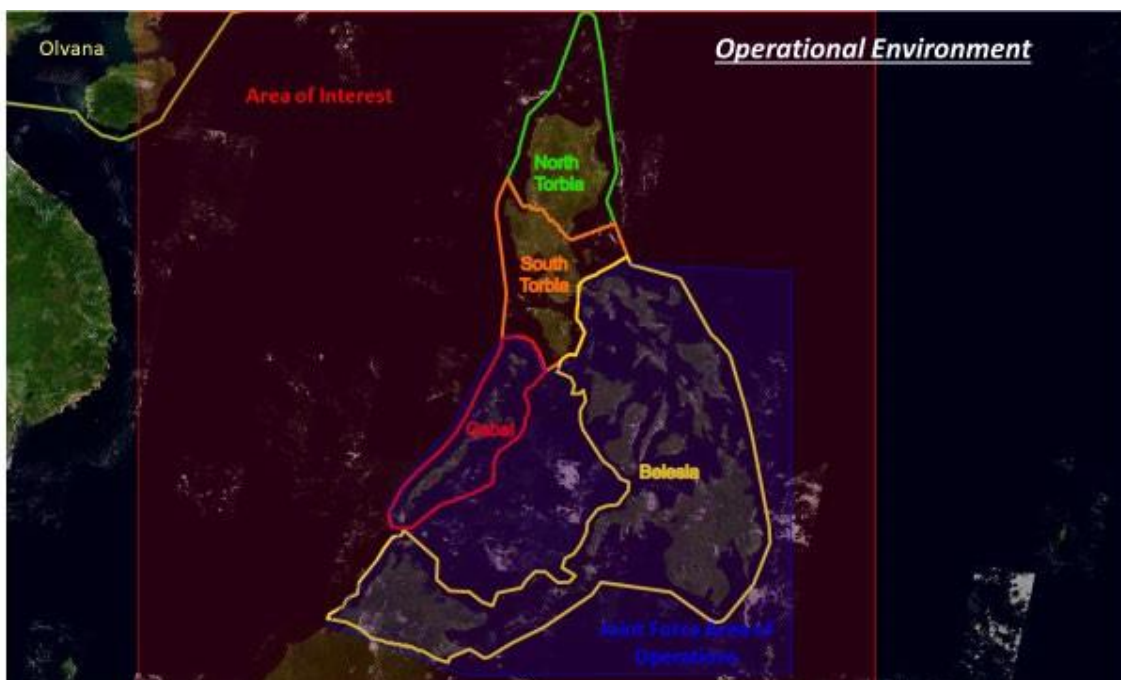 Olvana
Operational Environment
Area of Interest
North
Torbia
South
Torbia
Gabal
Belesia
Joint Force Area of
Operations